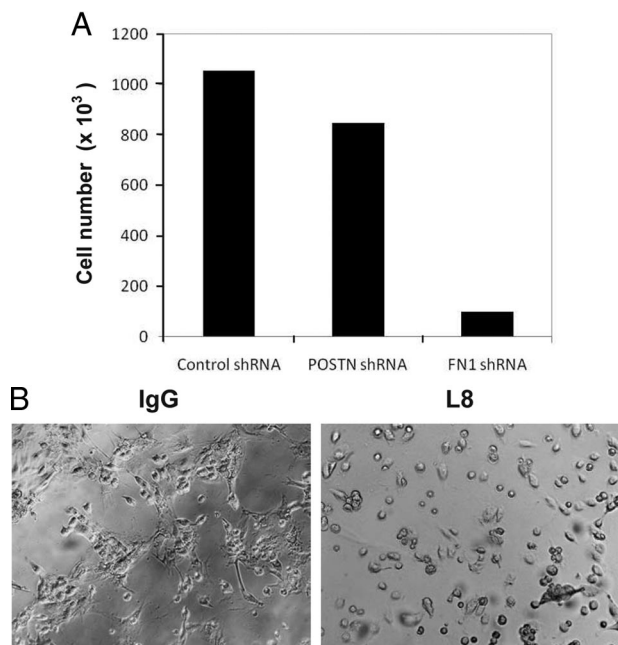 A
Cell number (x 10³)
1200
1000
800
600
400
200
0
Control shRNA
POSTN shRNA
FN1 shRNA
B
IgG
L8